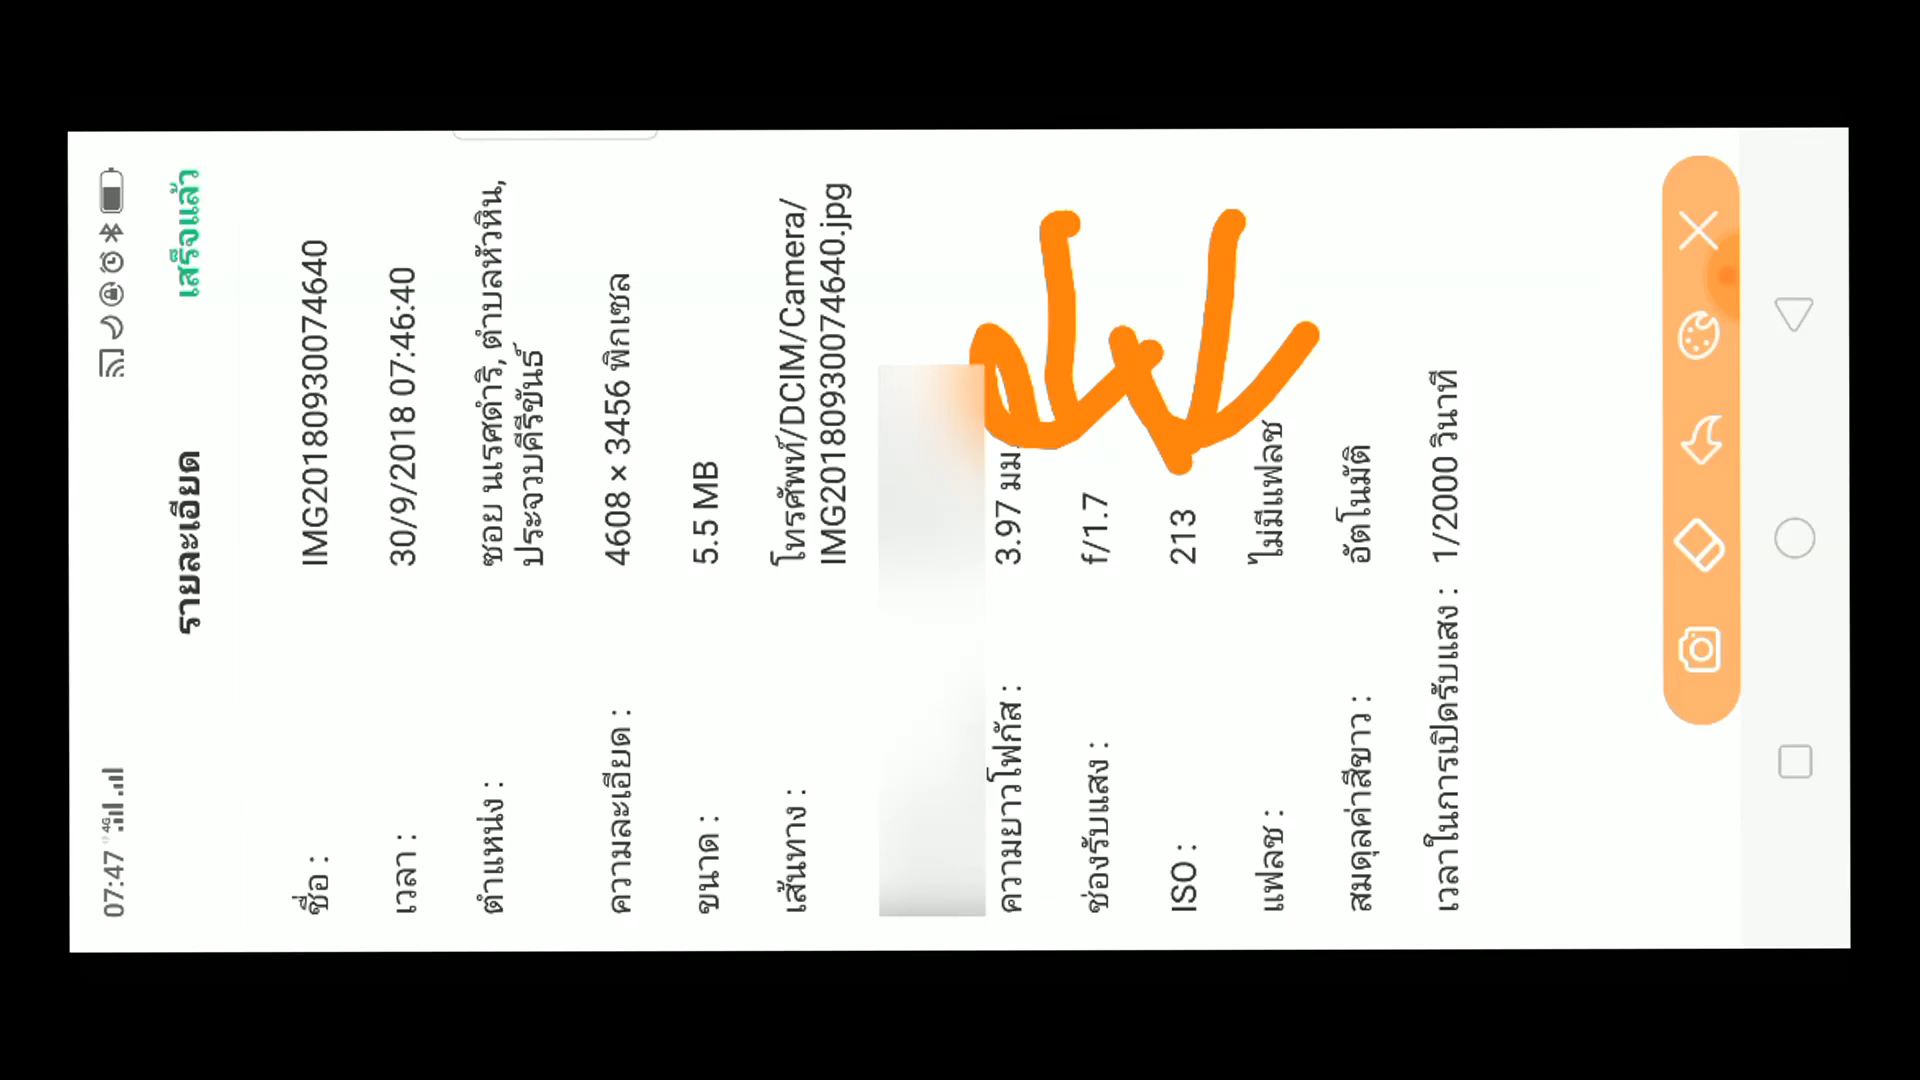 07:47 4G
รายละเอียด
เสร็จแล้ว
ชื่อ : IMG20180930074640
เวลา : 30/9/2018 07:46:40
ตำแหน่ง : ซอย นเรศดำริ, ตำบลหัวหิน,
ประจวบคีรีขันธ์
ความละเอียด : 4608 × 3456 พิกเซล
ขนาด : 5.5 MB
เส้นทาง : โทรศัพท์/DCIM/Camera/
IMG20180930074640.jpg
ความยาวโฟกัส : 3.97 มม.
ช่องรับแสง : f/1.7
ISO : 213
แฟลช : ไม่มีแฟลช
สมดุลค่าสีขาว : อัตโนมัติ
เวลาในการเปิดรับแสง : 1/2000 วินาที